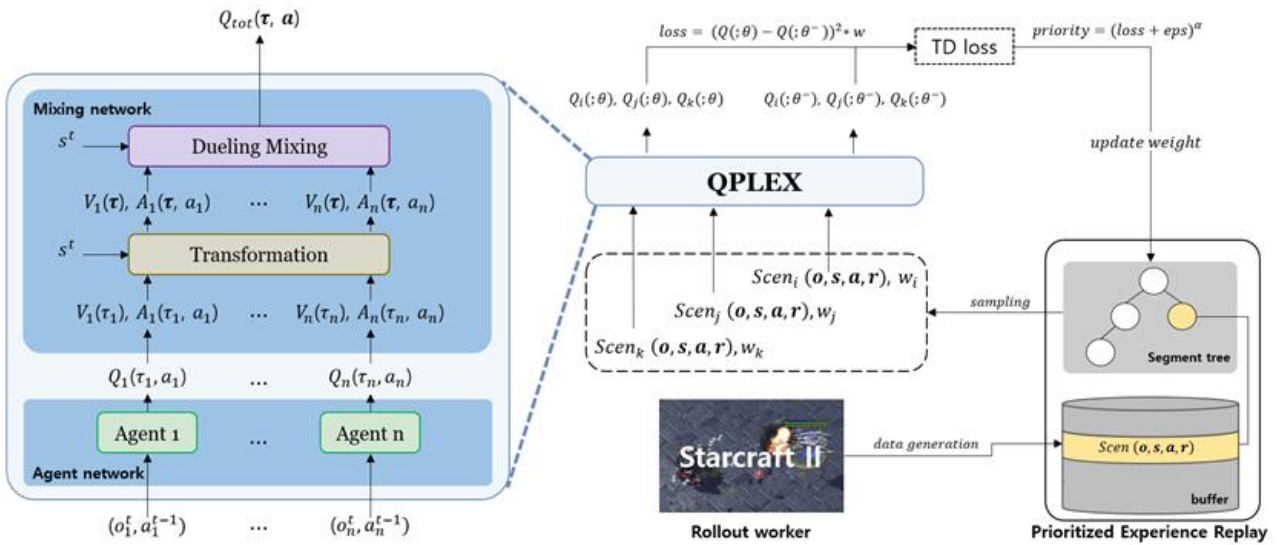 Q_{tot}(τ, a)
Mixing network
s^t
Dueling Mixing
V_1(τ), A_1(τ, a_1) ... V_n(τ), A_n(τ, a_n)
s^t
Transformation
V_1(τ_1), A_1(τ_1, a_1) ... V_n(τ_n), A_n(τ_n, a_n)
Q_1(τ_1, a_1) ... Q_n(τ_n, a_n)
Agent 1 ... Agent n
Agent network
(o_1^t, a_1^{t-1}) ... (o_n^t, a_n^{t-1})
loss = (Q(;θ) − Q(;θ^−))^2 * w
TD loss
priority = (loss + eps)^α
Q_i(;θ), Q_j(;θ), Q_k(;θ)
Q_i(;θ^−), Q_j(;θ^−), Q_k(;θ^−)
update weight
QPLEX
Scen_i (o, s, a, r), w_i
Scen_j (o, s, a, r), w_j
Scen_k (o, s, a, r), w_k
sampling
Segment tree
Starcraft II
data generation
Scen (o, s, a, r)
buffer
Rollout worker
Prioritized Experience Replay